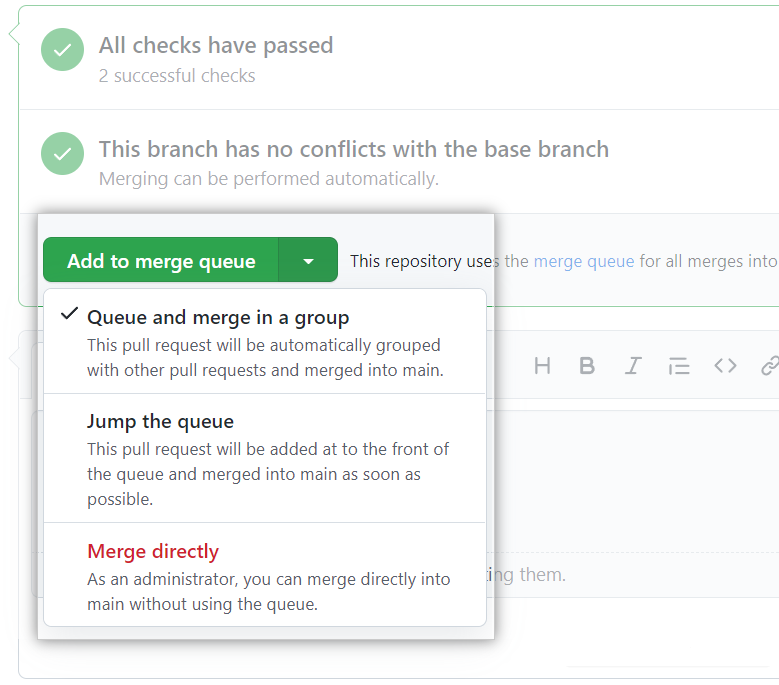 All checks have passed
2 successful checks
This branch has no conflicts with the base branch
Merging can be performed automatically.
Add to merge queue
This repository uses the merge queue for all merges into
Queue and merge in a group
This pull request will be automatically grouped
with other pull requests and merged into main.
H B I
Jump the queue
This pull request will be added at to the front of
the queue and merged into main as soon as
possible.
Merge directly
As an administrator, you can merge directly into
main without using the queue.
ting them.